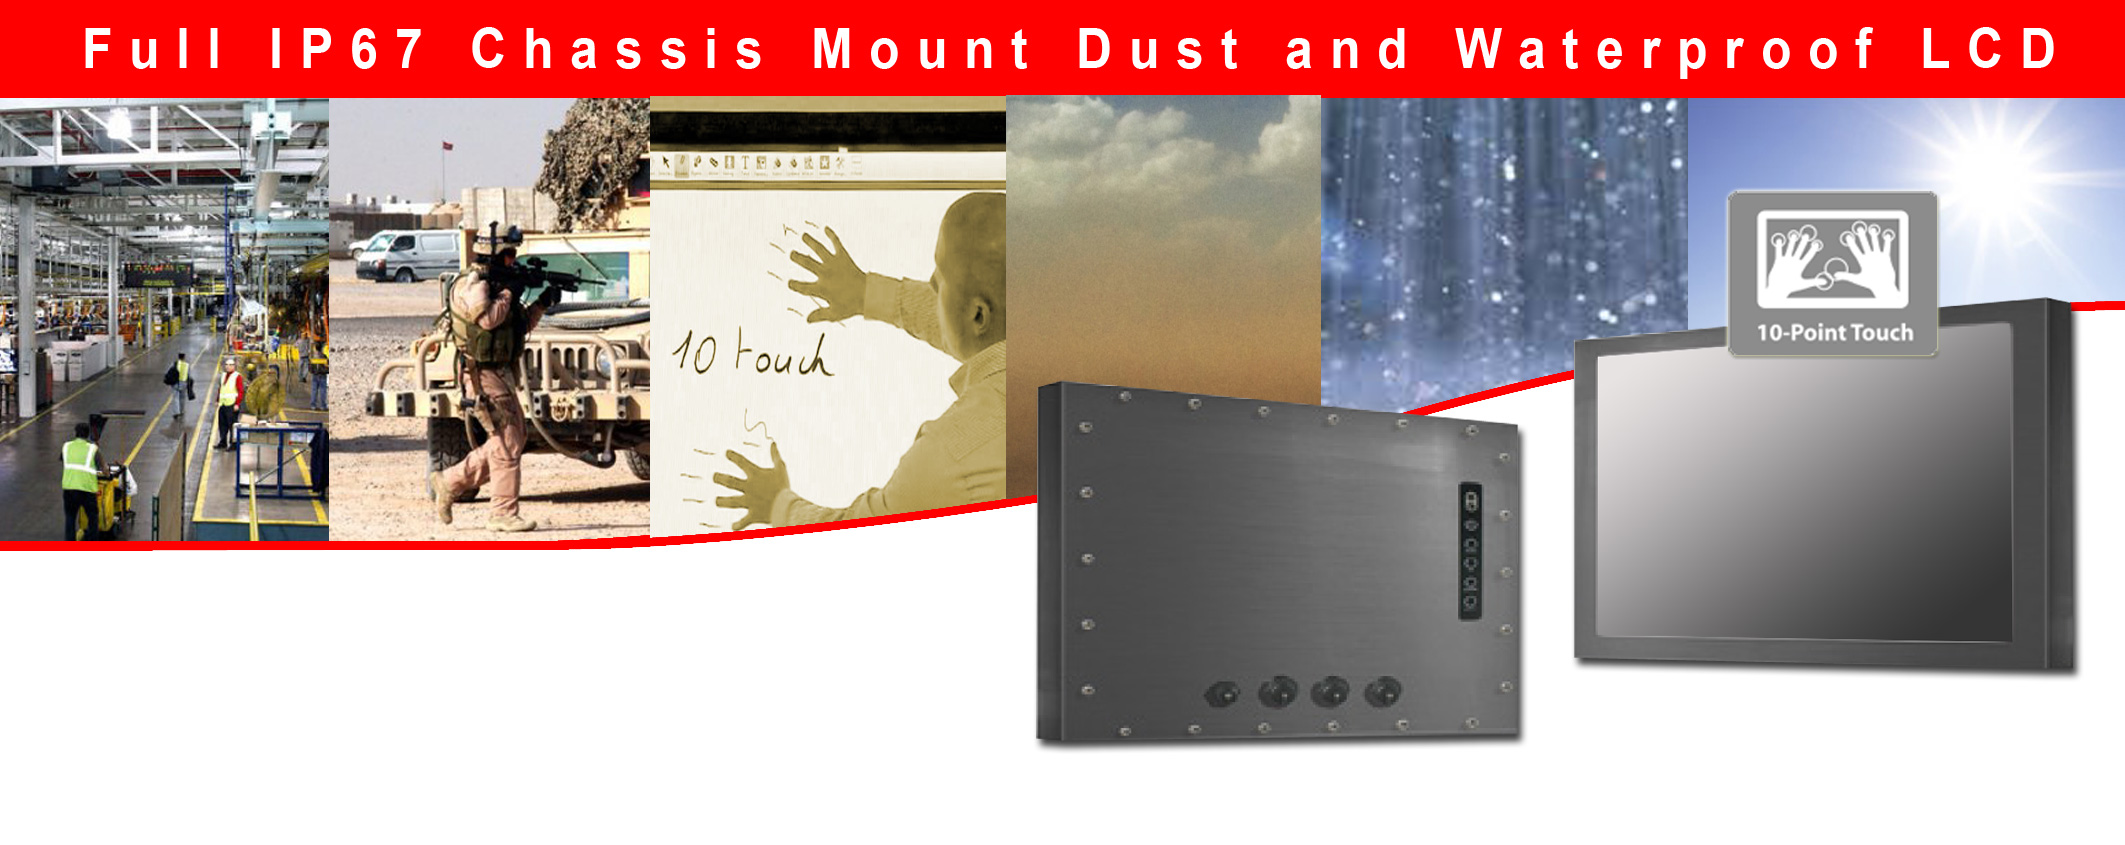 Full IP67 Chassis Mount Dust and Waterproof LCD
10 touch
10-Point Touch